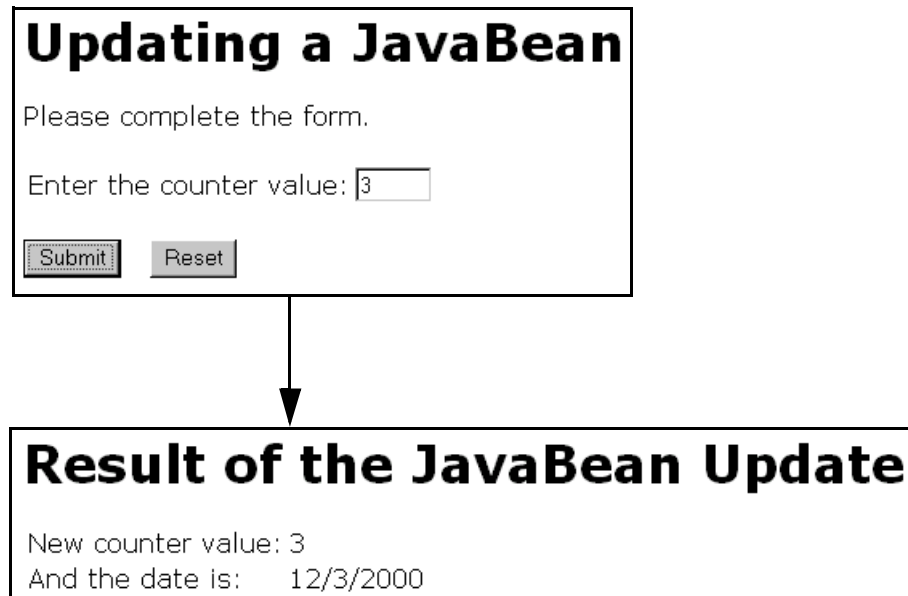 Updating a JavaBean
Please complete the form.
Enter the counter value: 3
Submit Reset
Result of the JavaBean Update
New counter value: 3
And the date is: 12/3/2000